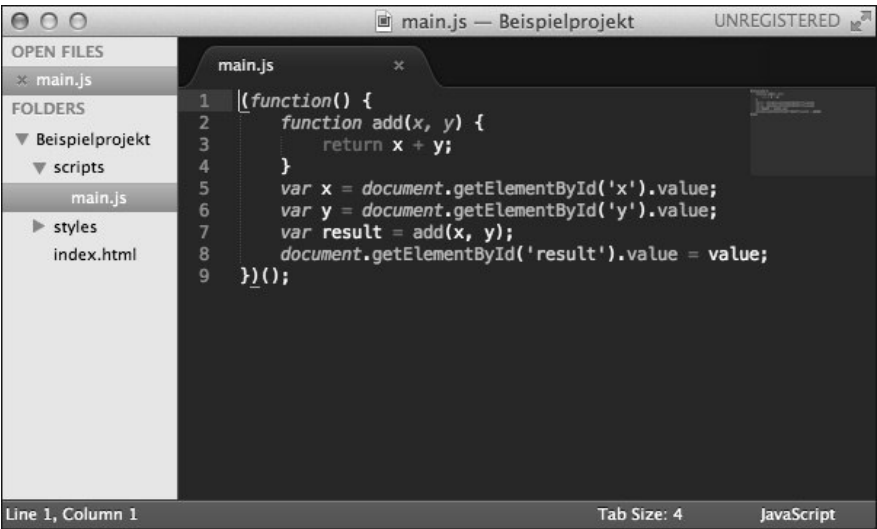 main.js — Beispielprojekt
UNREGISTERED
OPEN FILES
× main.js
FOLDERS
▼ Beispielprojekt
▼ scripts
main.js
▶ styles
index.html
main.js ×
1 (function() {
2     function add(x, y) {
3         return x + y;
4     }
5     var x = document.getElementById('x').value;
6     var y = document.getElementById('y').value;
7     var result = add(x, y);
8     document.getElementById('result').value = value;
9 })();
Line 1, Column 1
Tab Size: 4
JavaScript